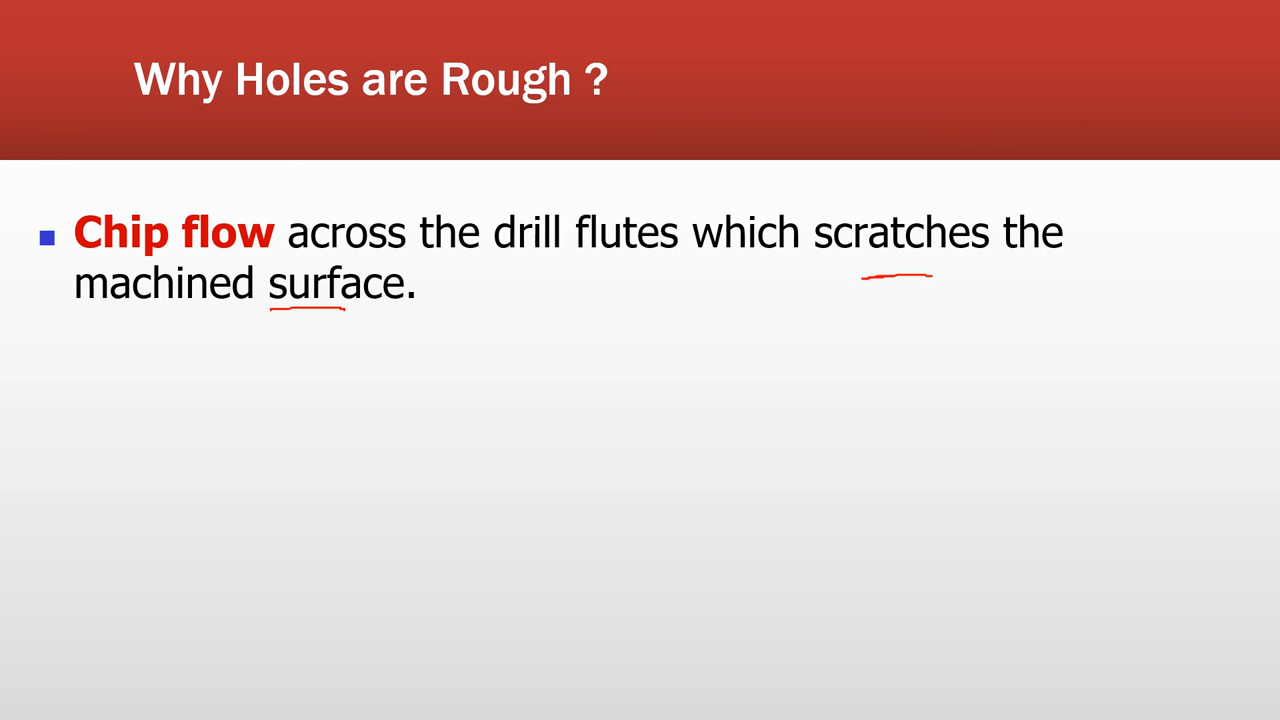 Why Holes are Rough ?
Chip flow across the drill flutes which scratches the
machined surface.